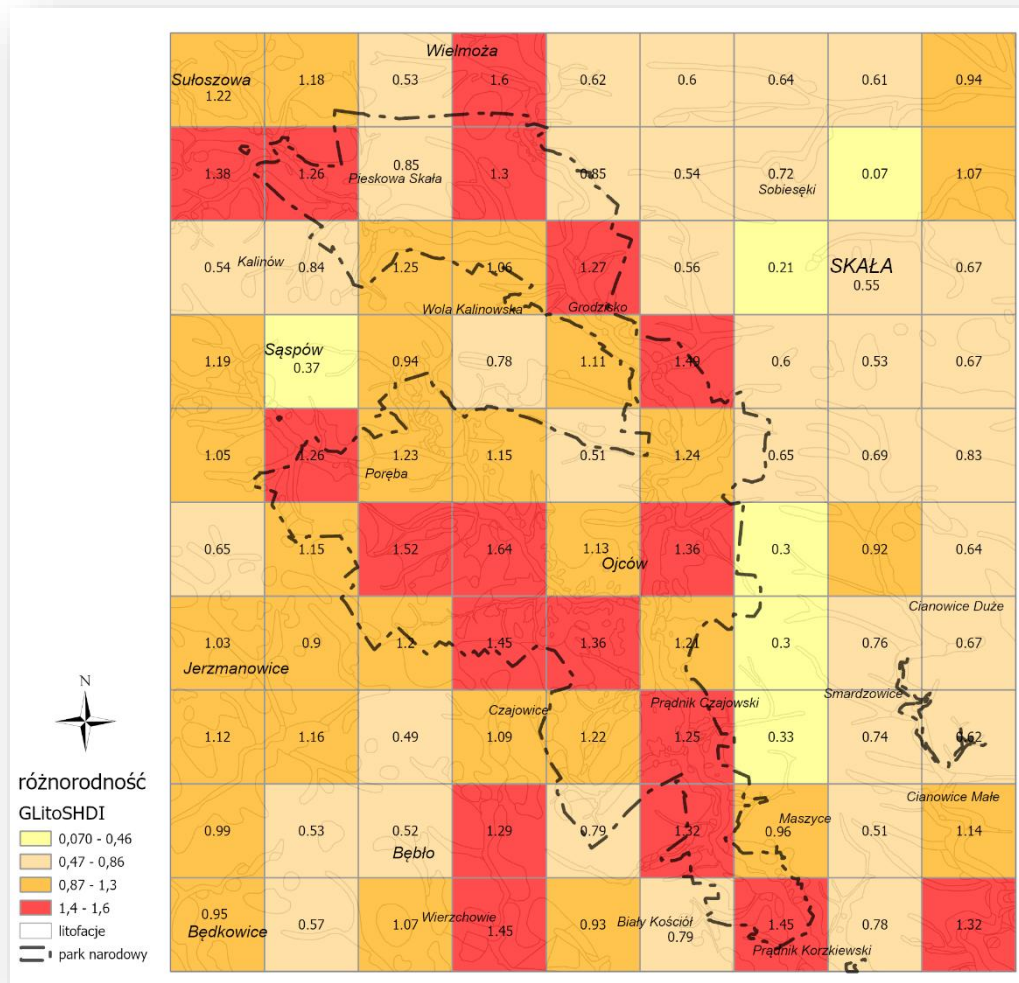 Wielmoża
Sułoszowa
1.22 1.18 0.53 1.6 0.62 0.6 0.64 0.61 0.94
1.38 1.26 0.85 1.3 0.85 0.54 0.72 0.07 1.07
Pieskowa Skała Sobiesęki
Kalinów SKAŁA
0.54 0.84 1.25 1.06 1.27 0.56 0.21 0.55 0.67
Wola Kalinowska Grodzisko
Sąspów
1.19 0.37 0.94 0.78 1.11 1.49 0.6 0.53 0.67
1.05 1.26 1.23 1.15 0.51 1.24 0.65 0.69 0.83
Poręba
0.65 1.15 1.52 1.64 1.13 1.36 0.3 0.92 0.64
Ojców
Cianowice Duże
1.03 0.9 1.2 1.45 1.36 1.21 0.3 0.76 0.67
Jerzmanowice
Czajowice Prądnik Czajowski Smardzowice
1.12 1.16 0.49 1.09 1.22 1.25 0.33 0.74 0.62
Cianowice Małe
Maszyce
0.99 0.53 0.52 1.29 0.79 1.32 0.96 0.51 1.14
Bębło
0.95 0.57 1.07 1.45 0.93 0.79 1.45 0.78 1.32
Będkowice Wierzchowie Biały Kościół
Prądnik Korzkiewski
N
różnorodność
GLitoSHDI
0,070 - 0,46
0,47 - 0,86
0,87 - 1,3
1,4 - 1,6
litofacje
park narodowy